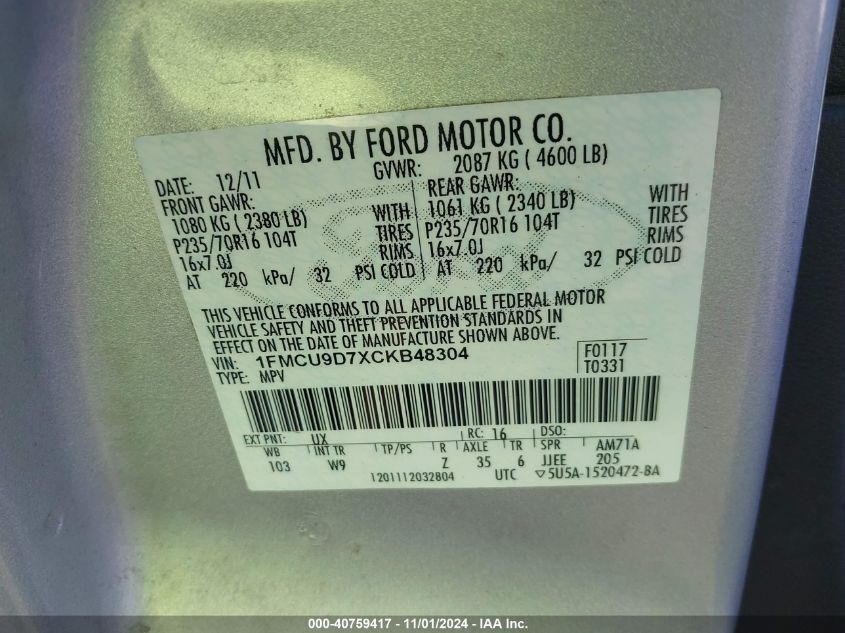 MFD. BY FORD MOTOR CO.
DATE: 12/11 GVWR: 2087 KG ( 4600 LB)
FRONT GAWR: REAR GAWR:
1080 KG ( 2380 LB) WITH 1061 KG ( 2340 LB) WITH
P235/70R16 104T TIRES P235/70R16 104T TIRES
16x7.0J RIMS 16x7.0J RIMS
AT 220 kPa/ 32 PSI COLD AT 220 kPa/ 32 PSI COLD
THIS VEHICLE CONFORMS TO ALL APPLICABLE FEDERAL MOTOR
VEHICLE SAFETY AND THEFT PREVENTION STANDARDS IN
EFFECT ON THE DATE OF MANUFACTURE SHOWN ABOVE.
VIN: 1FMCU9D7XCKB48304 F0117
TYPE: MPV T0331
EXT PNT: UX RC: 16 DSO:
WB INT TR TP/PS R AXLE TR SPR AM71A
103 W9 Z 35 6 JJEE 205
1201112032804 UTC ▽5U5A-1520472-BA
000-40759417 - 11/01/2024 - IAA Inc.